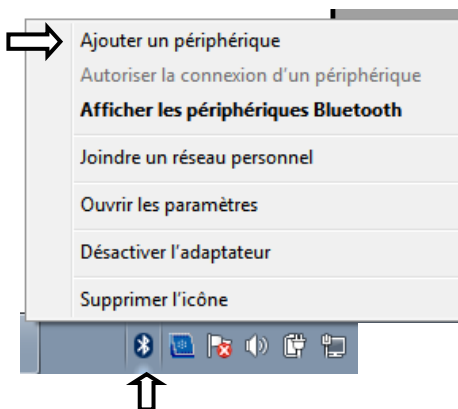 Ajouter un périphérique
Autoriser la connexion d'un périphérique
Afficher les périphériques Bluetooth
Joindre un réseau personnel
Ouvrir les paramètres
Désactiver l'adaptateur
Supprimer l'icône